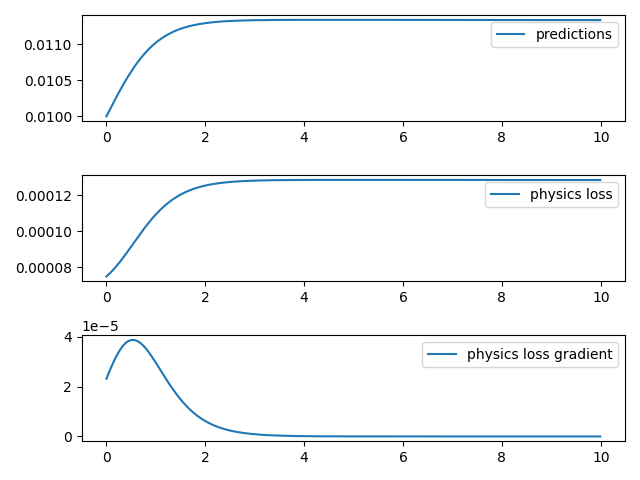 predictions
0.0110
0.0105
0.0100
0 2 4 6 8 10
physics loss
0.00012
0.00010
0.00008
0 2 4 6 8 10
1e−5
physics loss gradient
4
2
0
0 2 4 6 8 10